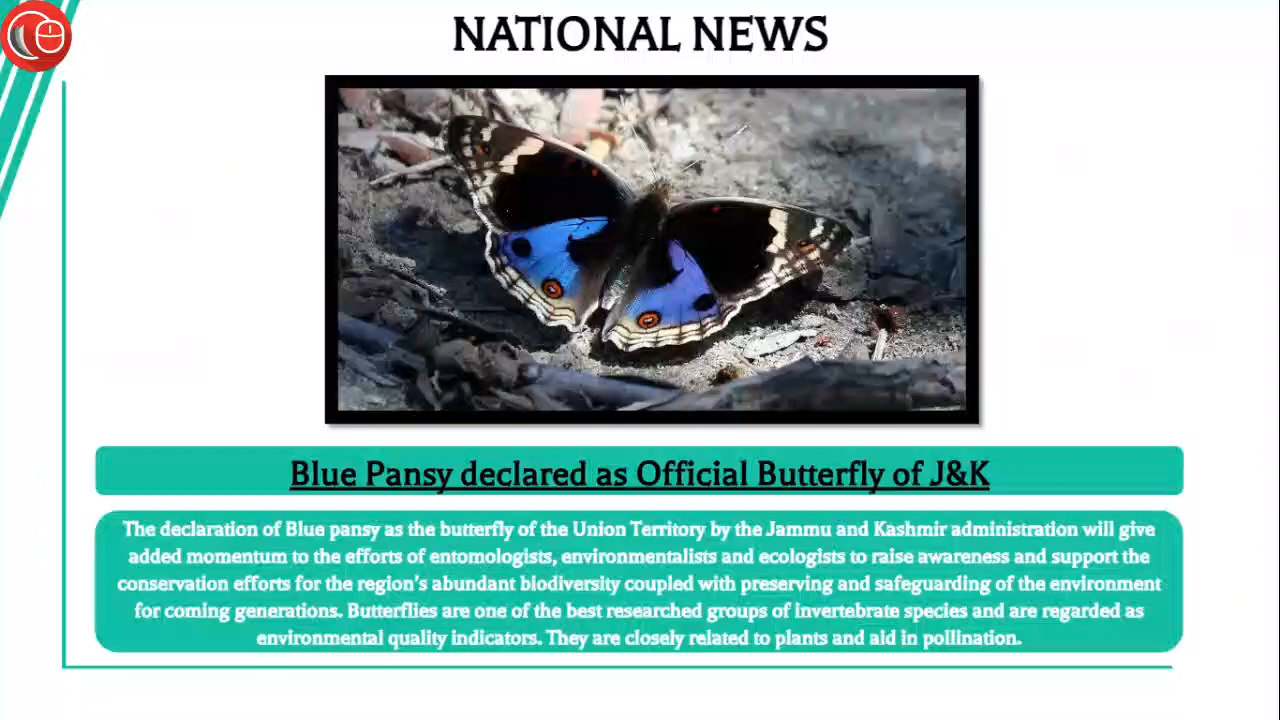 NATIONAL NEWS
Blue Pansy declared as Official Butterfly of J&K
The declaration of Blue pansy as the butterfly of the Union Territory by the Jammu and Kashmir administration will give
added momentum to the efforts of entomologists, environmentalists and ecologists to raise awareness and support the
conservation efforts for the region's abundant biodiversity coupled with preserving and safeguarding of the environment
for coming generations. Butterflies are one of the best researched groups of invertebrate species and are regarded as
environmental quality indicators. They are closely related to plants and aid in pollination.